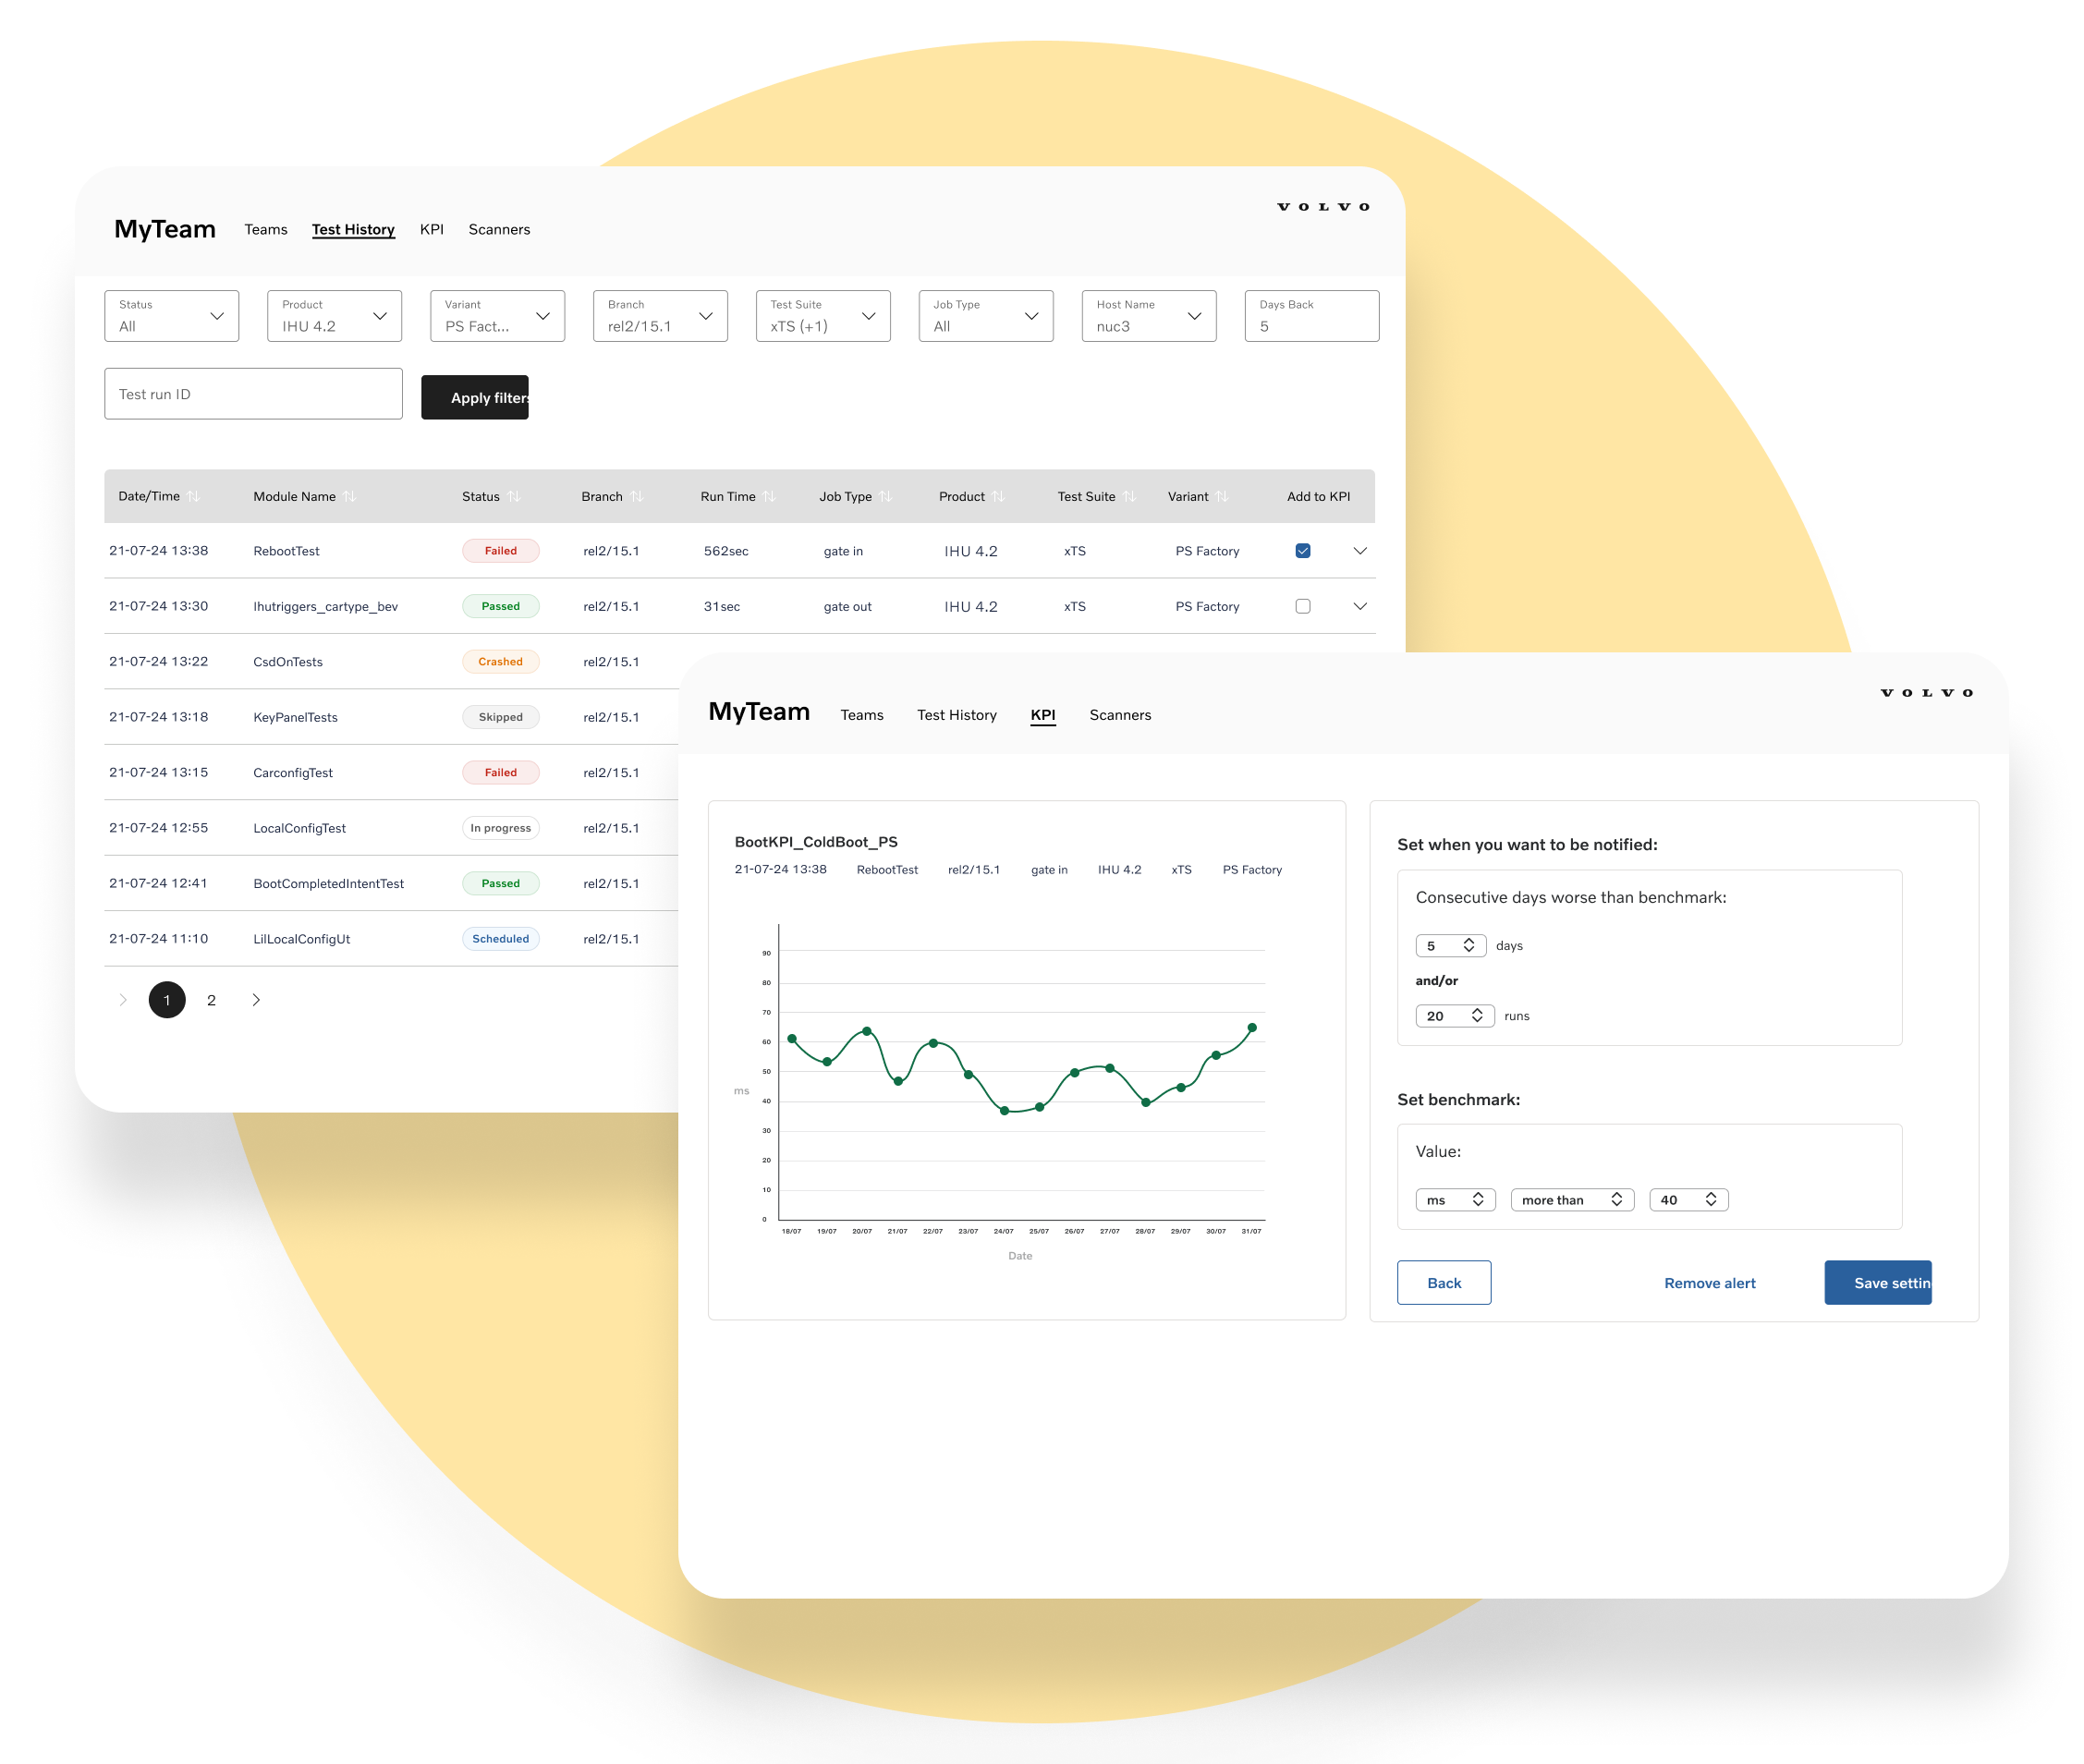 VOLVO
MyTeam Teams Test History KPI Scanners
Status Product Variant Branch Test Suite Job Type Host Name Days Back
All IHU 4.2 PS Fact... rel2/15.1 xTS (+1) All nuc3 5
Test run ID Apply filters
Date/Time Module Name Status Branch Run Time Job Type Product Test Suite Variant Add to KPI
21-07-24 13:38 RebootTest Failed rel2/15.1 562sec gate in IHU 4.2 xTS PS Factory
21-07-24 13:30 Ihutriggers_cartype_bev Passed rel2/15.1 31sec gate out IHU 4.2 xTS PS Factory
21-07-24 13:22 CsdOnTests Crashed rel2/15.1
21-07-24 13:18 KeyPanelTests Skipped rel2/15.1
21-07-24 13:15 CarconfigTest Failed rel2/15.1
21-07-24 12:55 LocalConfigTest In progress rel2/15.1
21-07-24 12:41 BootCompletedIntentTest Passed rel2/15.1
21-07-24 11:10 LilLocalConfigUt Scheduled rel2/15.1
1 2
VOLVO
MyTeam Teams Test History KPI Scanners
BootKPI_ColdBoot_PS
21-07-24 13:38 RebootTest rel2/15.1 gate in IHU 4.2 xTS PS Factory
90
80
70
60
50
ms
40
30
20
10
0
18/07 19/07 20/07 21/07 22/07 23/07 24/07 25/07 26/07 27/07 28/07 29/07 30/07 31/07
Date
Set when you want to be notified:
Consecutive days worse than benchmark:
5 days
and/or
20 runs
Set benchmark:
Value:
ms more than 40
Back Remove alert Save settin